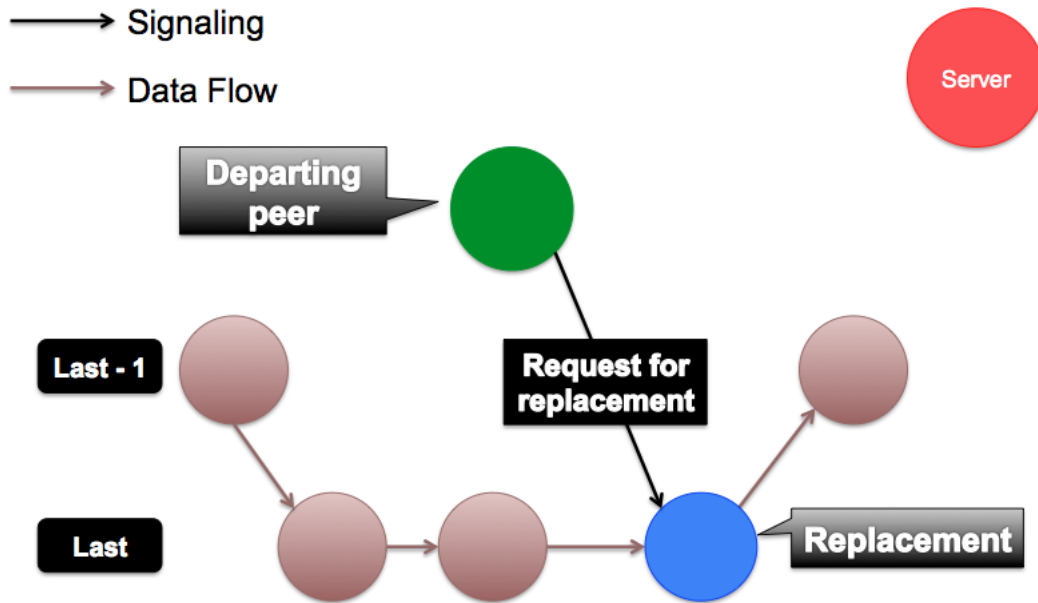 Signaling
Server
Data Flow
Departing
peer
Last - 1
Request for
replacement
Last
Replacement